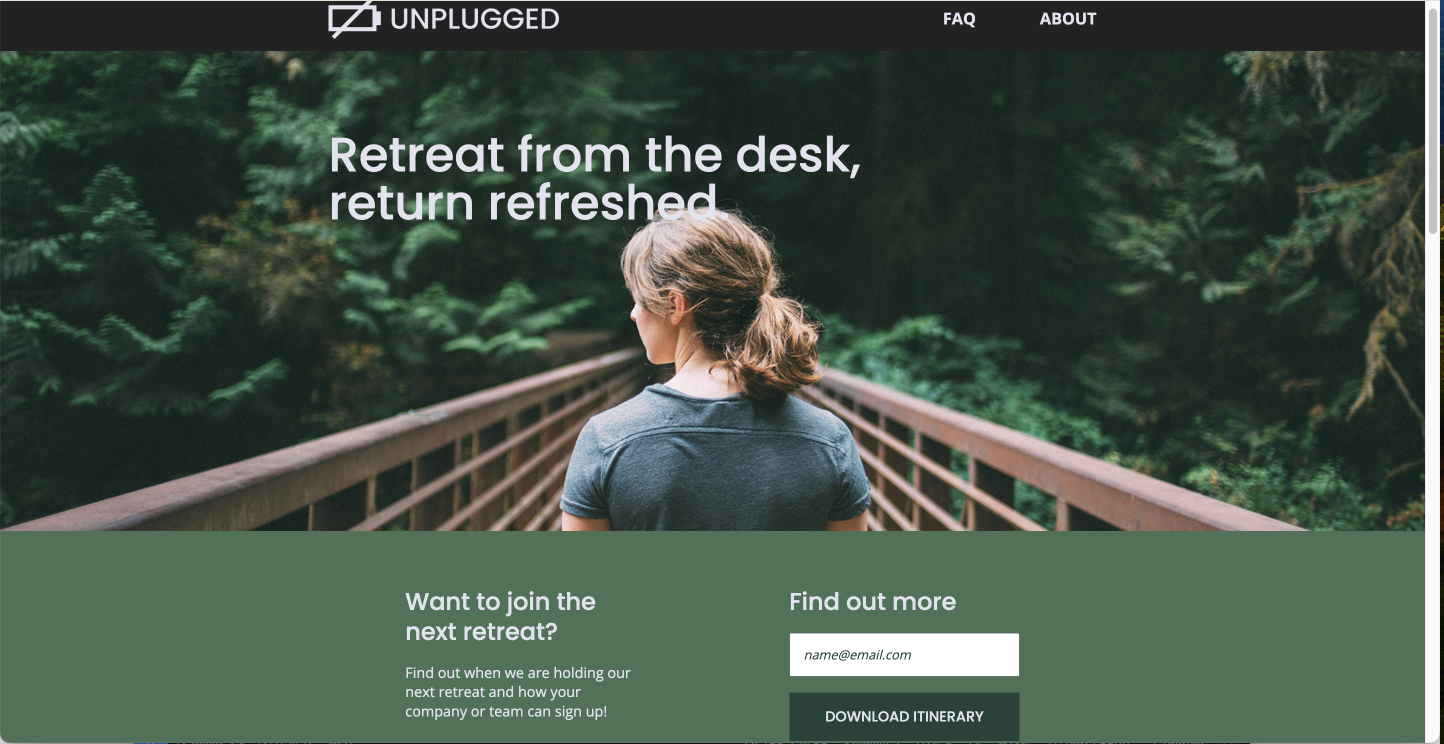 UNPLUGGED
FAQ
ABOUT
Retreat from the desk,
return refreshed.
Want to join the
next retreat?
Find out when we are holding our
next retreat and how your
company or team can sign up!
Find out more
name@email.com
DOWNLOAD ITINERARY